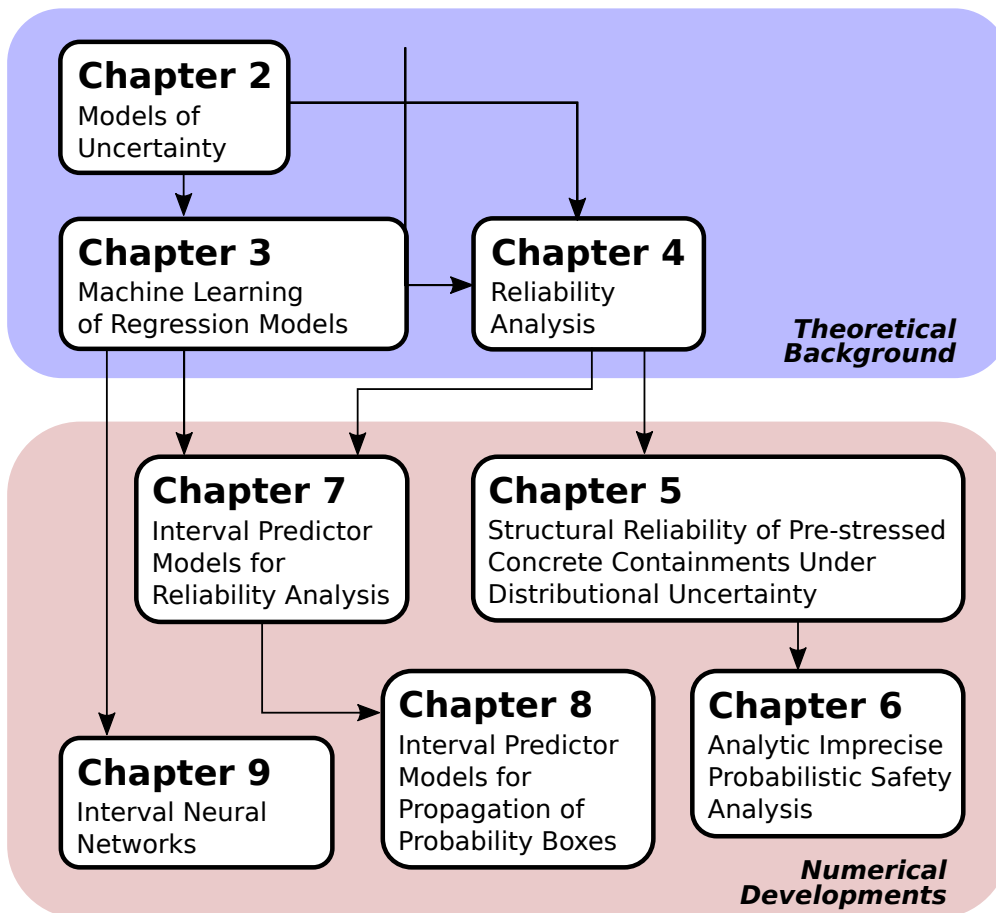 Chapter 2
Models of
Uncertainty
Chapter 3
Machine Learning
of Regression Models
Chapter 4
Reliability
Analysis
Theoretical
Background
Chapter 7
Interval Predictor
Models for
Reliability Analysis
Chapter 5
Structural Reliability of Pre-stressed
Concrete Containments Under
Distributional Uncertainty
Chapter 8
Interval Predictor
Models for
Propagation of
Probability Boxes
Chapter 6
Analytic Imprecise
Probabilistic Safety
Analysis
Chapter 9
Interval Neural
Networks
Numerical
Developments